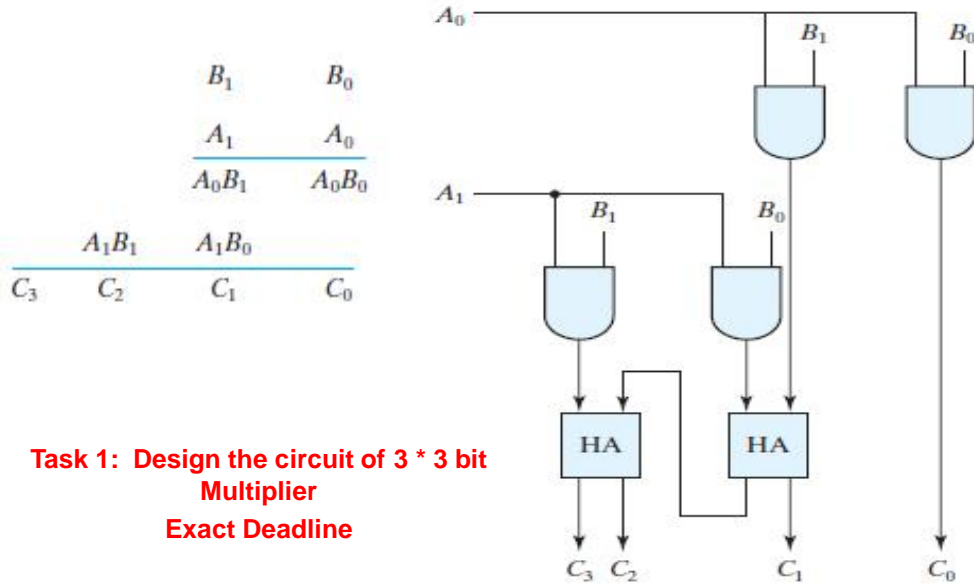 B₁ B₀
A₁ A₀
A₀B₁ A₀B₀
A₁B₁ A₁B₀
C₃ C₂ C₁ C₀
Task 1: Design the circuit of 3 * 3 bit
Multiplier
Exact Deadline
A₀
B₁ B₀
A₁
B₁ B₀
HA HA
C₃ C₂ C₁ C₀